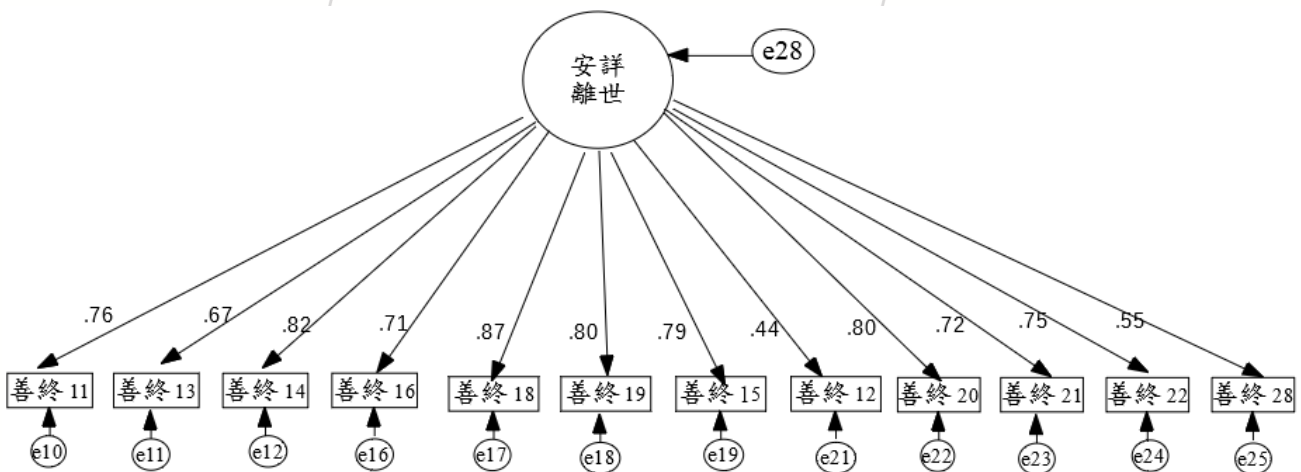 安詳
離世
e28
.76
.67
.82
.71
.87
.80
.79
.44
.80
.72
.75
.55
善終 11
善終 13
善終 14
善終 16
善終 18
善終 19
善終 15
善終 12
善終 20
善終 21
善終 22
善終 28
e10
e11
e12
e16
e17
e18
e19
e21
e22
e23
e24
e25